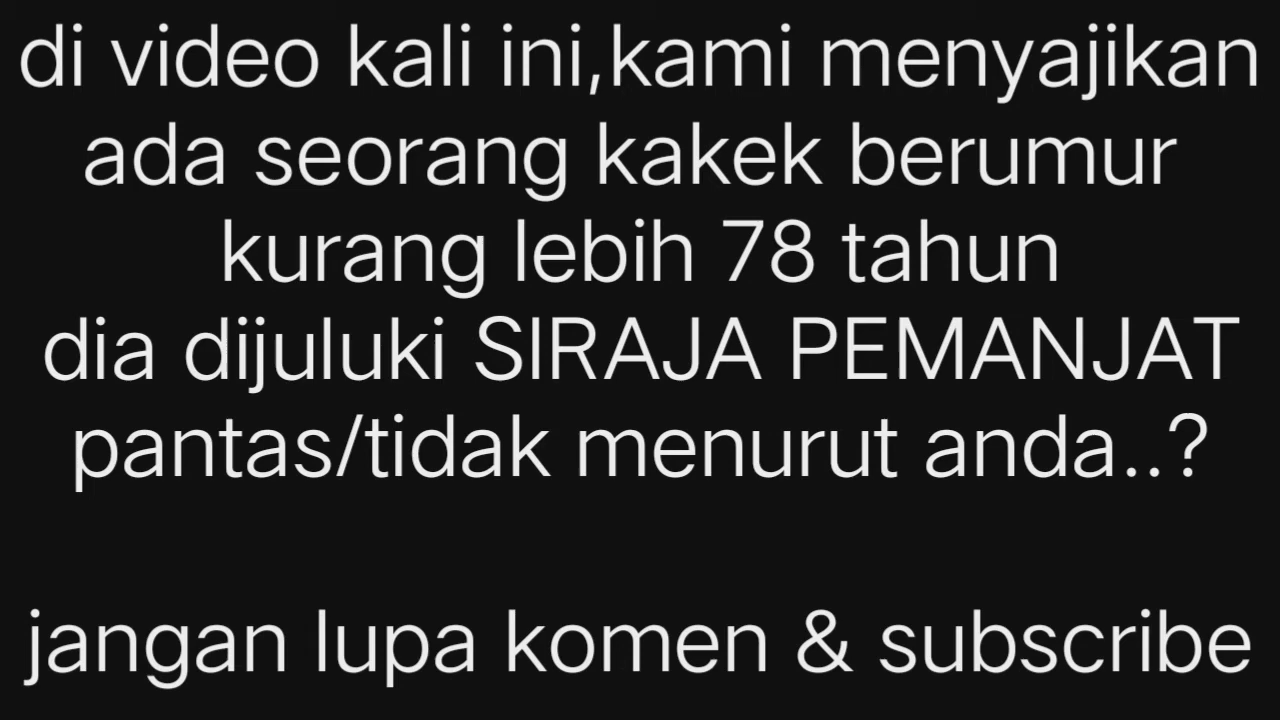 di video kali ini,kami menyajikan
ada seorang kakek berumur
kurang lebih 78 tahun
dia dijuluki SIRAJA PEMANJAT
pantas/tidak menurut anda..?
jangan lupa komen & subscribe